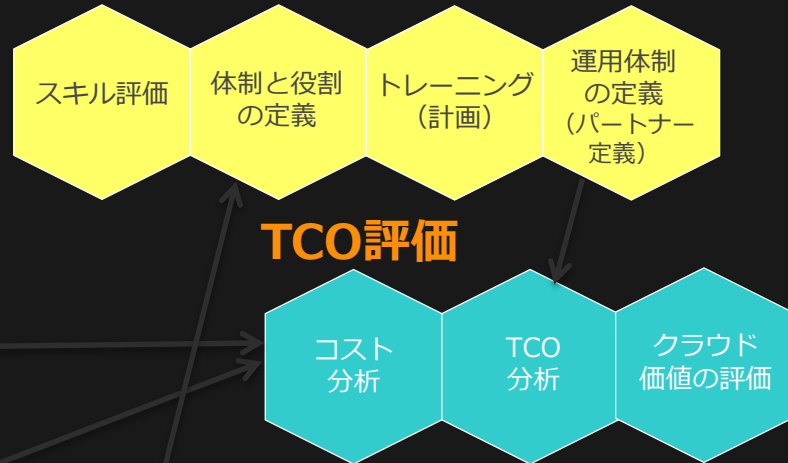 スキル評価
体制と役割
の定義
トレーニング
（計画）
運用体制
の定義
（パートナー
定義）
TCO評価
コスト
分析
TCO
分析
クラウド
価値の評価